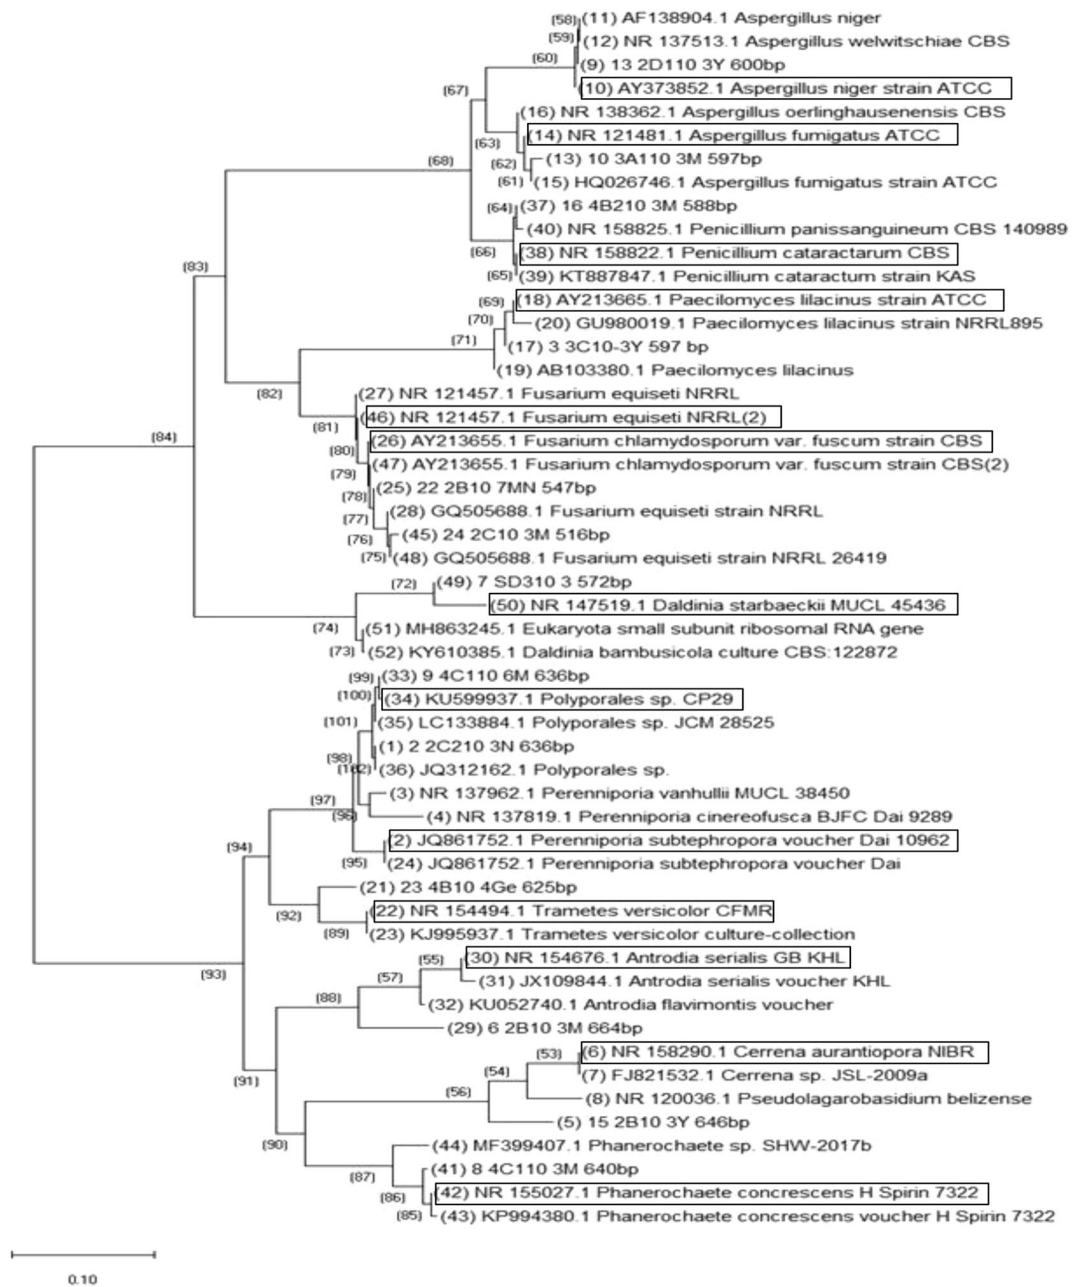 (58) (11) AF138904.1 Aspergillus niger
(59) (12) NR 137513.1 Aspergillus welwitschiae CBS
(60) (9) 13 2D110 3Y 600bp
(10) AY373852.1 Aspergillus niger strain ATCC
(67)
(16) NR 138362.1 Aspergillus oerlinghausenensis CBS
(14) NR 121481.1 Aspergillus fumigatus ATCC
(63)
(68) (62) (13) 10 3A110 3M 597bp
(61) (15) HQ026746.1 Aspergillus fumigatus strain ATCC
(64) (37) 16 4B210 3M 588bp
(40) NR 158825.1 Penicillium panissanguineum CBS 140989
(66) (38) NR 158822.1 Penicillium cataractarum CBS
(83) (65) (39) KT887847.1 Penicillium cataractum strain KAS
(69) (18) AY213665.1 Paecilomyces lilacinus strain ATCC
(70) (20) GU980019.1 Paecilomyces lilacinus strain NRRL895
(71) (17) 3 3C10-3Y 597 bp
(19) AB103380.1 Paecilomyces lilacinus
(82) (27) NR 121457.1 Fusarium equiseti NRRL
(81) (46) NR 121457.1 Fusarium equiseti NRRL(2)
(84) (80) (26) AY213655.1 Fusarium chlamydosporum var. fuscum strain CBS
(79) (47) AY213655.1 Fusarium chlamydosporum var. fuscum strain CBS(2)
(78) (25) 22 2B10 7MN 547bp
(77) (28) GQ505688.1 Fusarium equiseti strain NRRL
(76) (45) 24 2C10 3M 516bp
(75) (48) GQ505688.1 Fusarium equiseti strain NRRL 26419
(72) (49) 7 SD310 3 572bp
(50) NR 147519.1 Daldinia starbaeckii MUCL 45436
(74) (51) MH863245.1 Eukaryota small subunit ribosomal RNA gene
(73) (52) KY610385.1 Daldinia bambusicola culture CBS:122872
(99) (33) 9 4C110 6M 636bp
(100) (34) KU599937.1 Polyporales sp. CP29
(101) (35) LC133884.1 Polyporales sp. JCM 28525
(98) (1) 2 2C210 3N 636bp
(102) (36) JQ312162.1 Polyporales sp.
(97) (3) NR 137962.1 Perenniporia vanhullii MUCL 38450
(96) (4) NR 137819.1 Perenniporia cinereofusca BJFC Dai 9289
(94) (2) JQ861752.1 Perenniporia subtephropora voucher Dai 10962
(95) (24) JQ861752.1 Perenniporia subtephropora voucher Dai
(21) 23 4B10 4Ge 625bp
(92) (22) NR 154494.1 Trametes versicolor CFMR
(89) (23) KJ995937.1 Trametes versicolor culture-collection
(55) (30) NR 154676.1 Antrodia serialis GB KHL
(93) (57) (31) JX109844.1 Antrodia serialis voucher KHL
(88) (32) KU052740.1 Antrodia flavimontis voucher
(29) 6 2B10 3M 664bp
(53) (6) NR 158290.1 Cerrena aurantiopora NIBR
(91) (54) (7) FJ821532.1 Cerrena sp. JSL-2009a
(56) (8) NR 120036.1 Pseudolagarobasidium belizense
(5) 15 2B10 3Y 646bp
(90) (44) MF399407.1 Phanerochaete sp. SHW-2017b
(87) (41) 8 4C110 3M 640bp
(86) (42) NR 155027.1 Phanerochaete concrescens H Spirin 7322
(85) (43) KP994380.1 Phanerochaete concrescens voucher H Spirin 7322
0.10